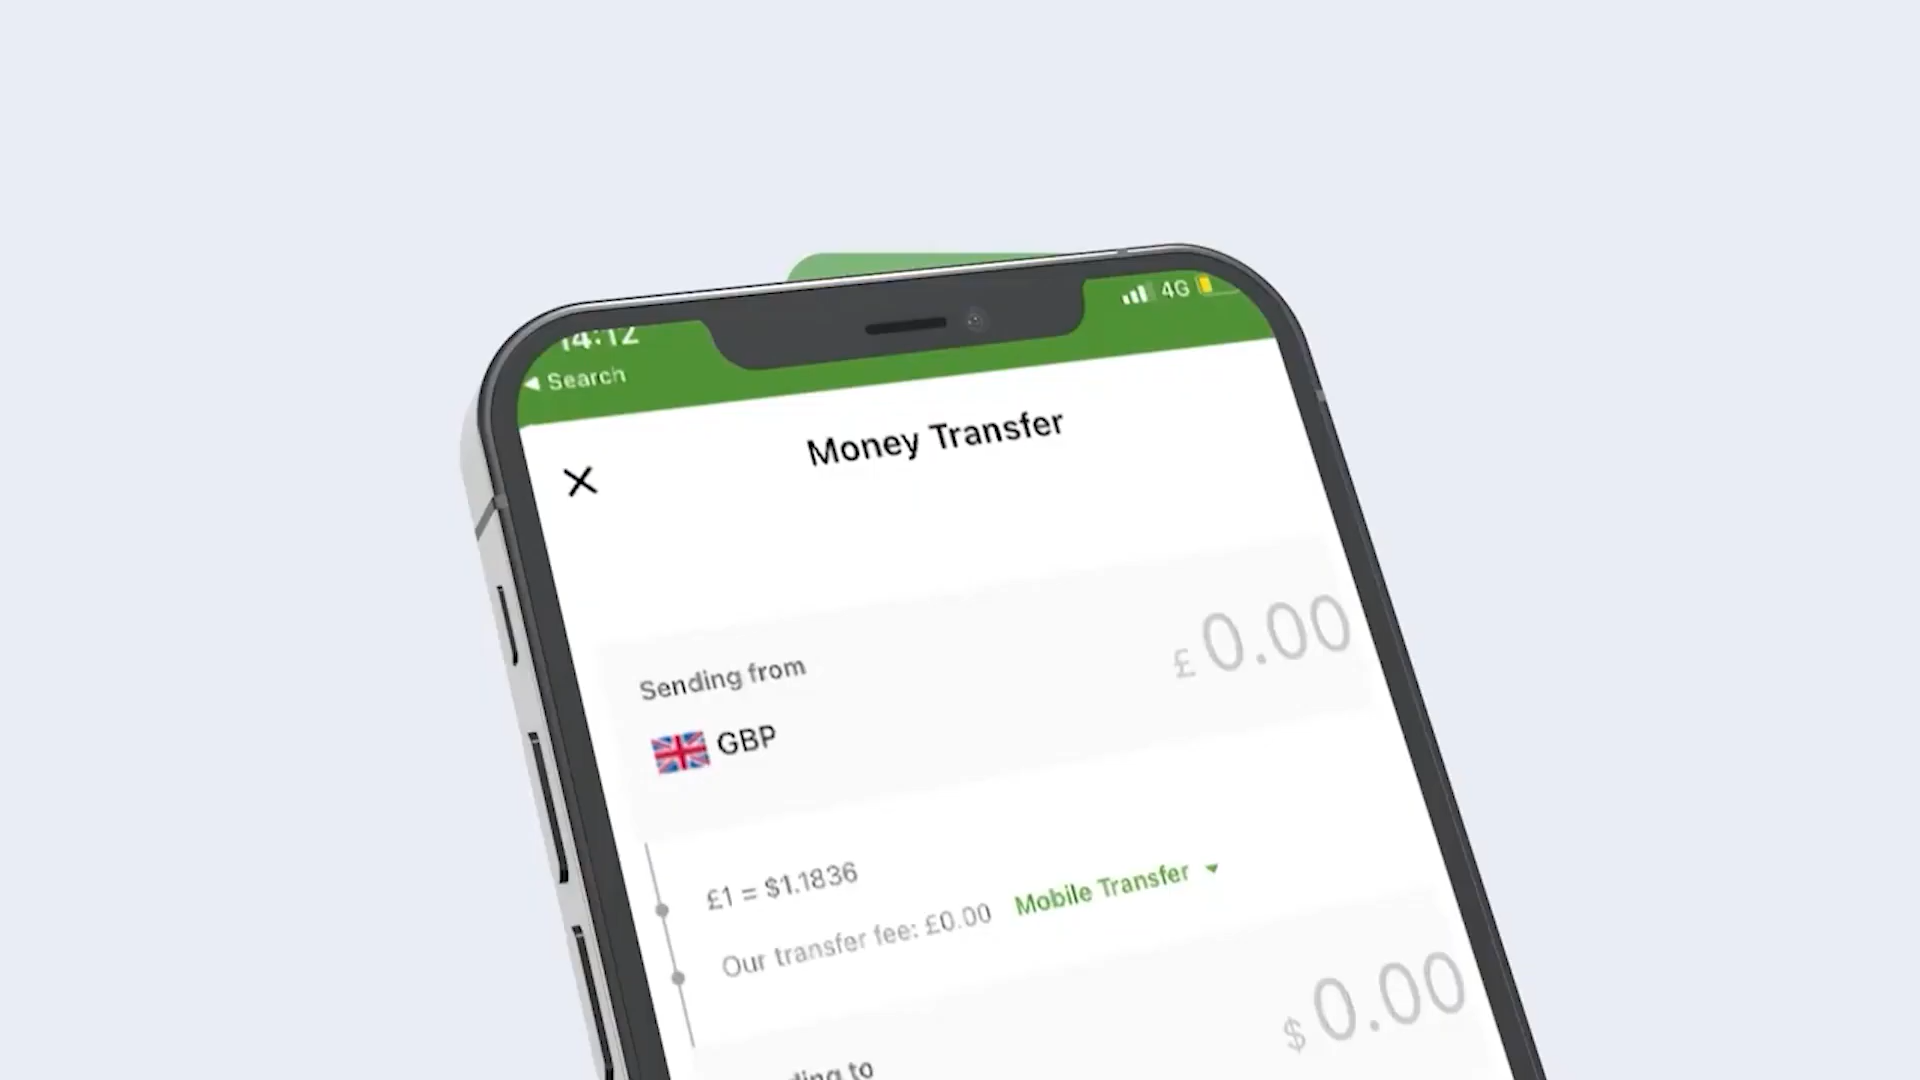 14:12
4G
Search
Money Transfer
Sending from
£0.00
GBP
£1 = $1.1836
Our transfer fee: £0.00
Mobile Transfer
$0.00
to